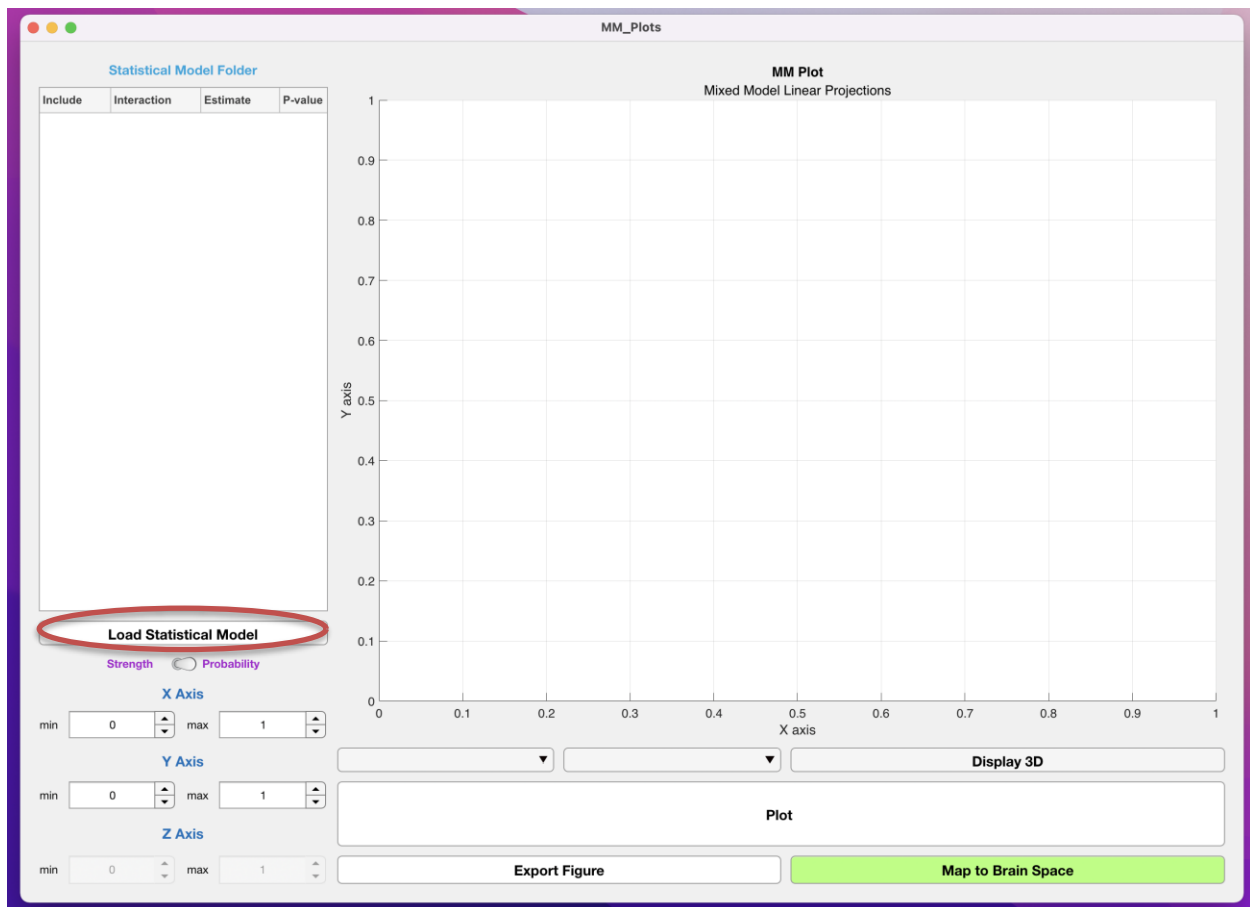 MM_Plots
Statistical Model Folder
Include Interaction Estimate P-value
Load Statistical Model
Strength Probability
X Axis
min 0 max 1
Y Axis
min 0 max 1
Z Axis
min 0 max 1
MM Plot
Mixed Model Linear Projections
1
0.9
0.8
0.7
0.6
0.5
0.4
0.3
0.2
0.1
0
Y axis
0 0.1 0.2 0.3 0.4 0.5 0.6 0.7 0.8 0.9 1
X axis
Display 3D
Plot
Export Figure Map to Brain Space